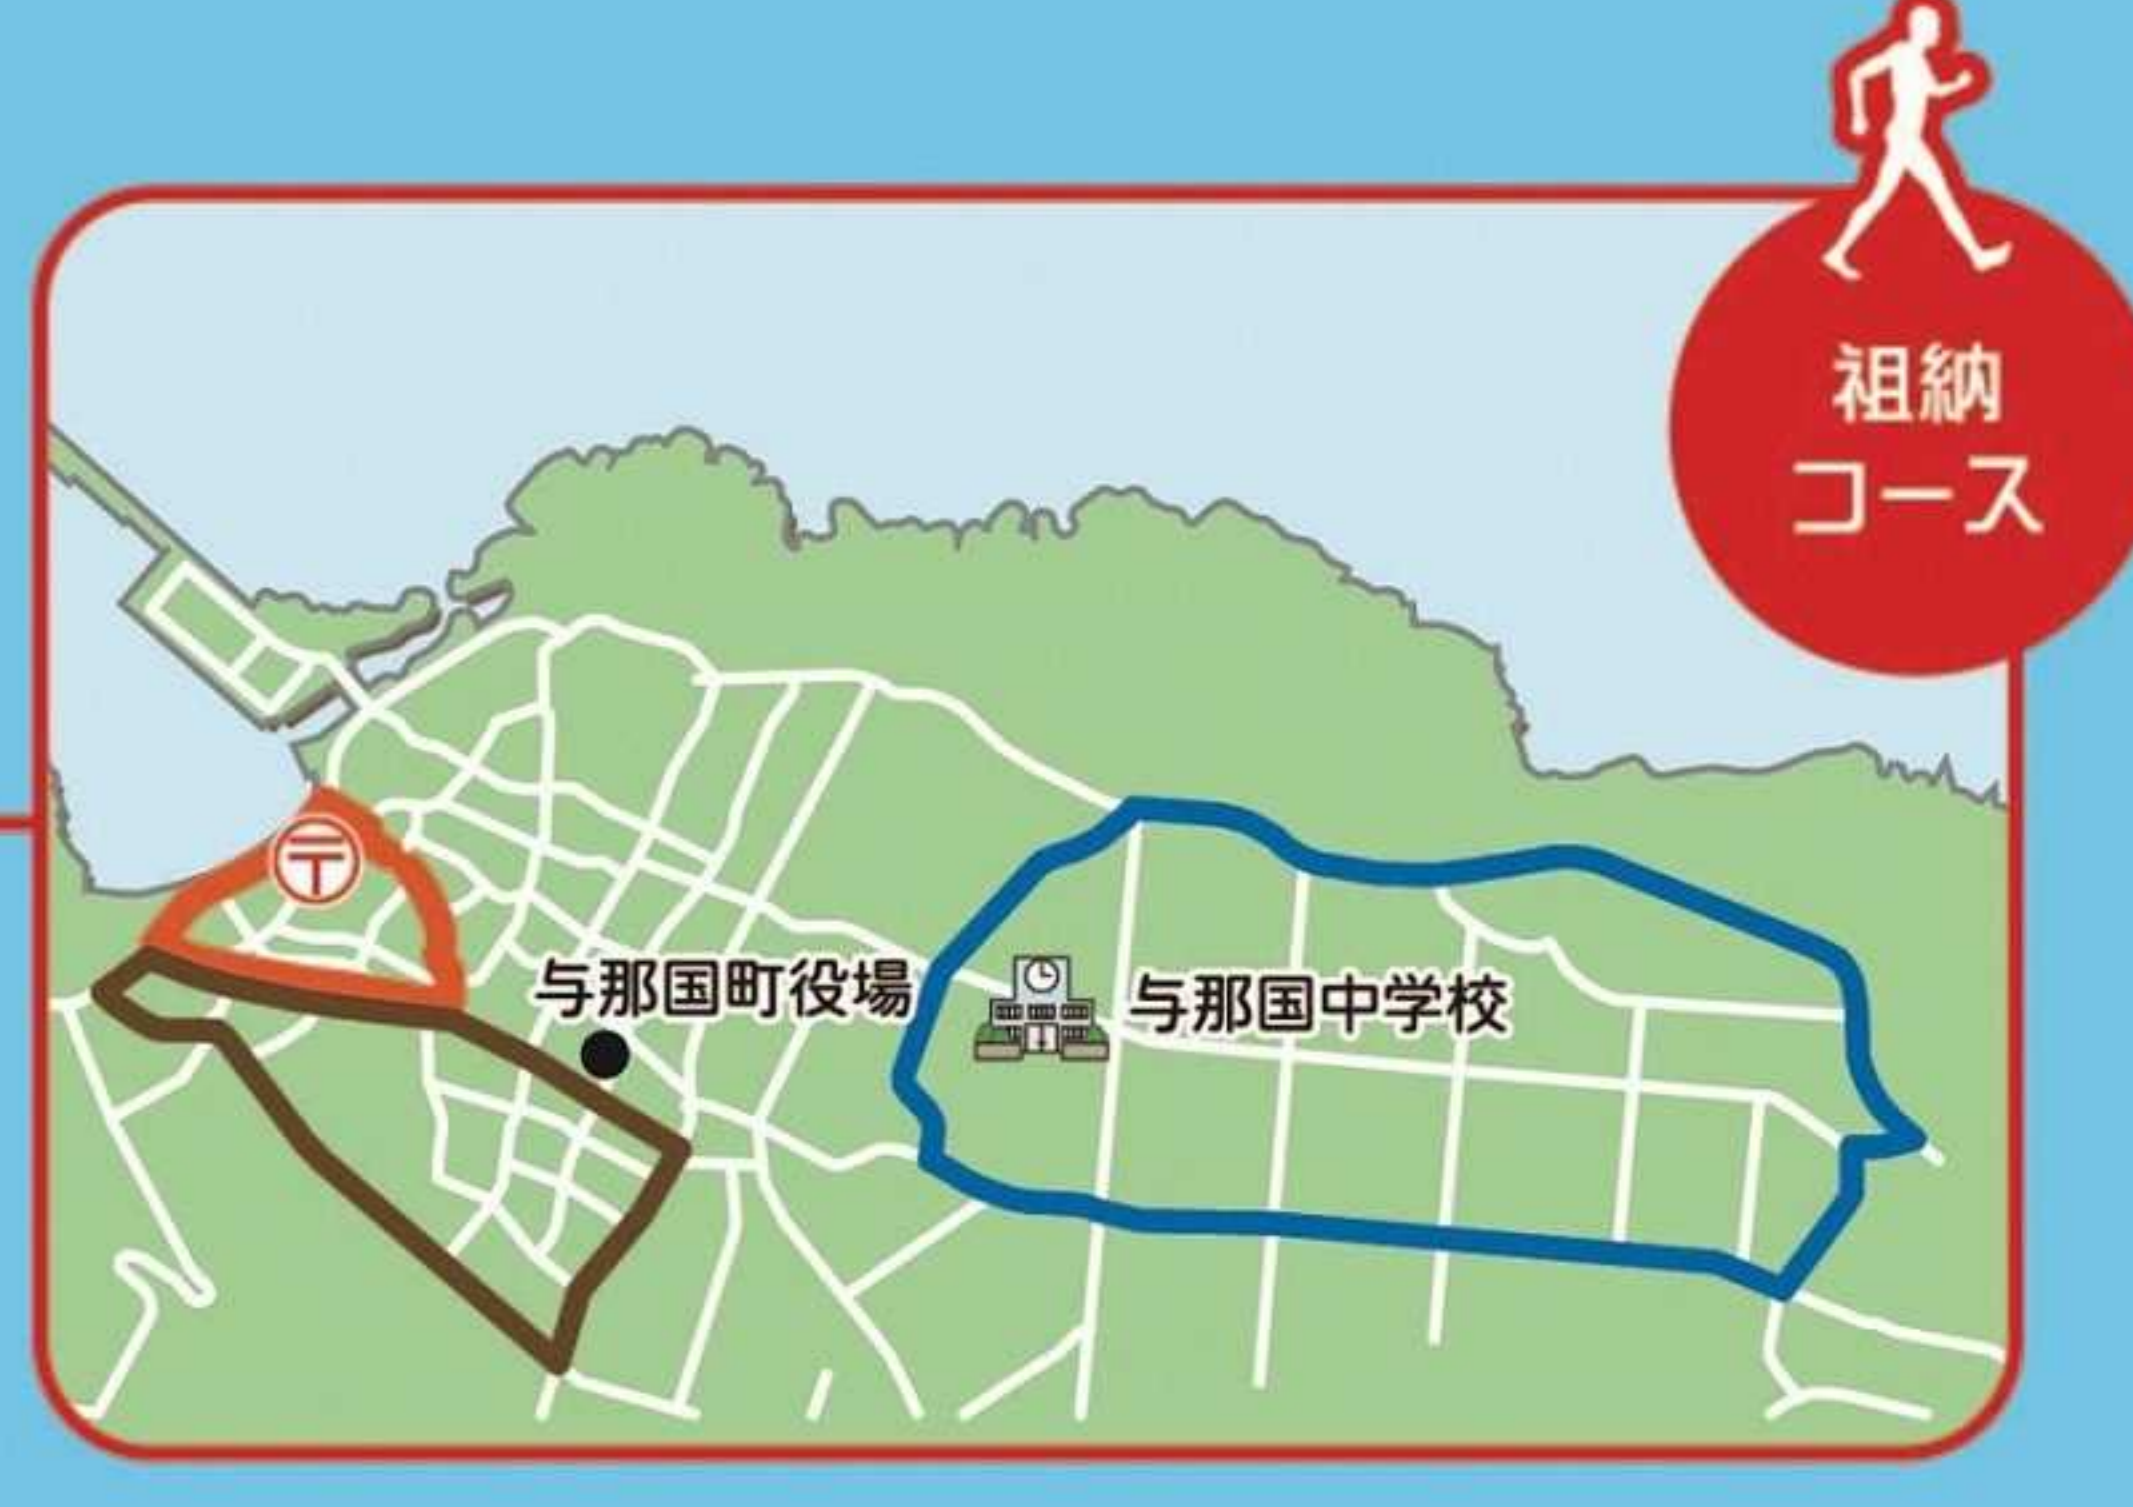 祖納
コース
〒
与那国町役場
与那国中学校